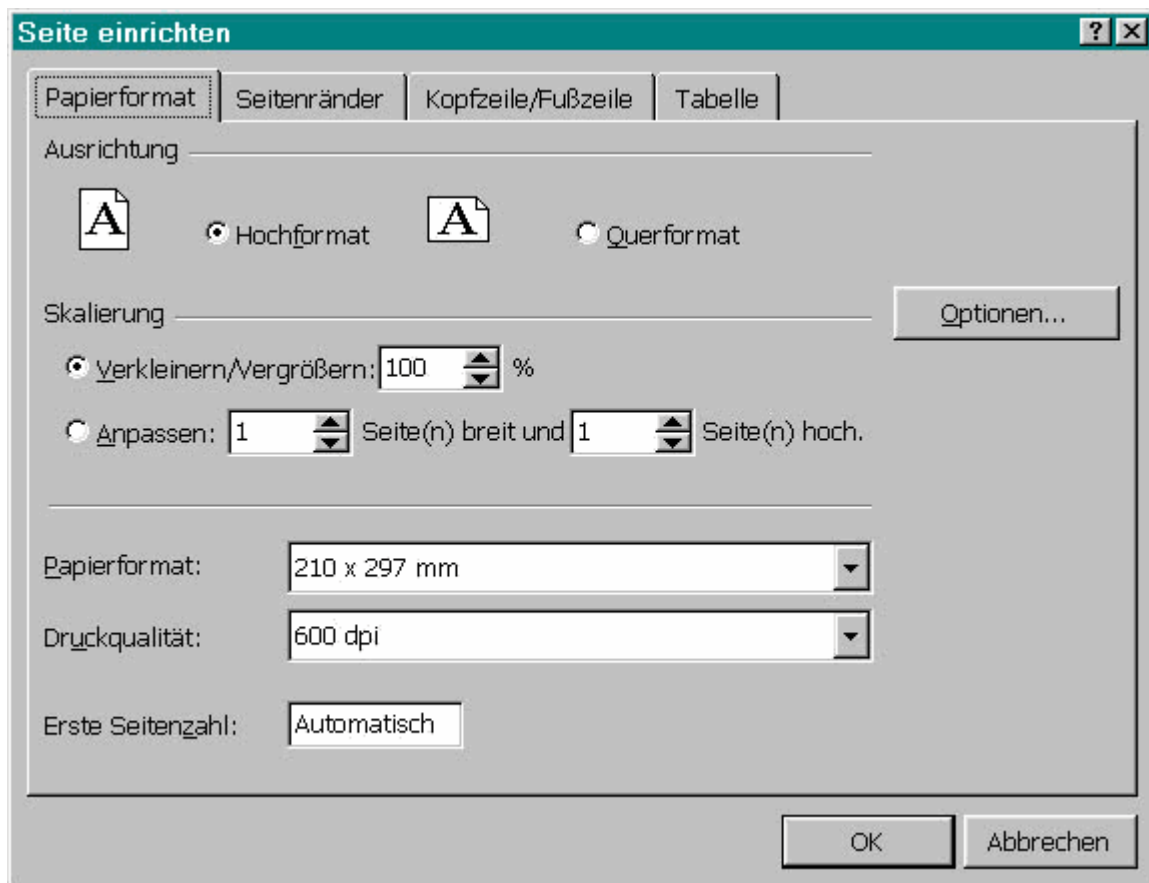 Seite einrichten
Papierformat Seitenränder Kopfzeile/Fußzeile Tabelle
Ausrichtung
A Hochformat A Querformat
Skalierung
Optionen...
Verkleinern/Vergrößern: 100 %
Anpassen: 1 Seite(n) breit und 1 Seite(n) hoch.
Papierformat: 210 x 297 mm
Druckqualität: 600 dpi
Erste Seitenzahl: Automatisch
OK Abbrechen